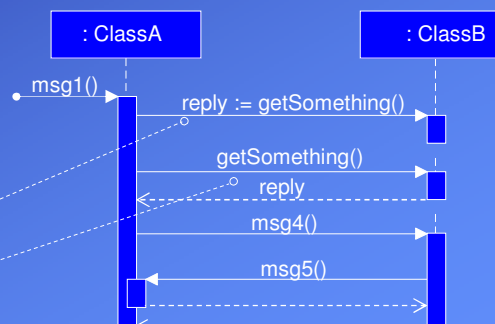 : ClassA
: ClassB
msg1()
reply := getSomething()
getSomething()
reply
msg4()
msg5()